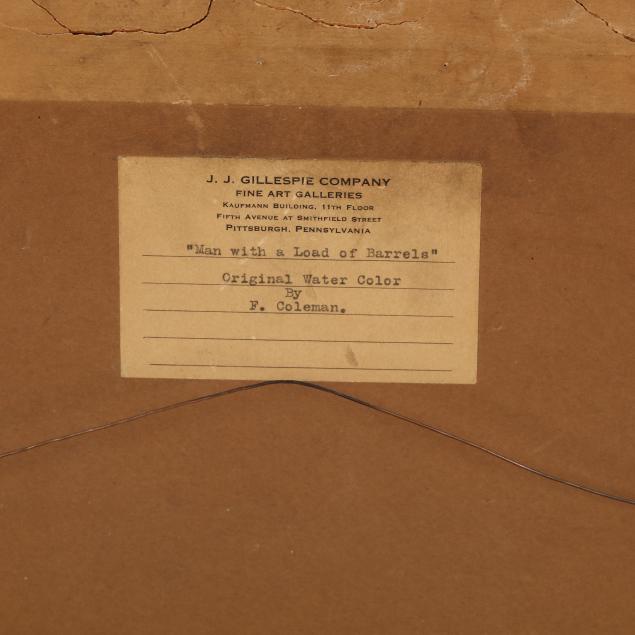 J. J. GILLESPIE COMPANY
FINE ART GALLERIES
KAUFMANN BUILDING, 11TH FLOOR
FIFTH AVENUE AT SMITHFIELD STREET
PITTSBURGH, PENNSYLVANIA
"Man with a Load of Barrels"
Original Water Color
By
F. Coleman.